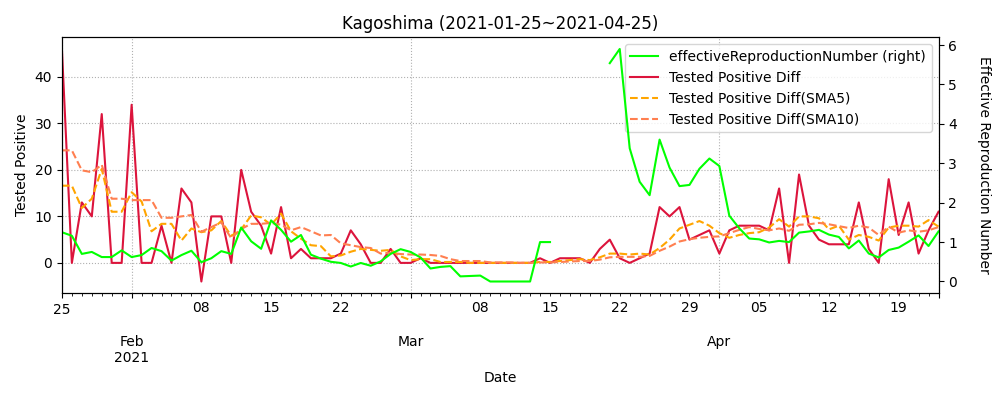 Kagoshima (2021-01-25~2021-04-25)
effectiveReproductionNumber (right)
Tested Positive Diff
Tested Positive Diff(SMA5)
Tested Positive Diff(SMA10)
Tested Positive
40
30
20
10
0
Effective Reproduction Number
6
5
4
3
2
1
0
25 08 15 22 08 15 22 29 05 12 19
Feb Mar Apr
2021
Date